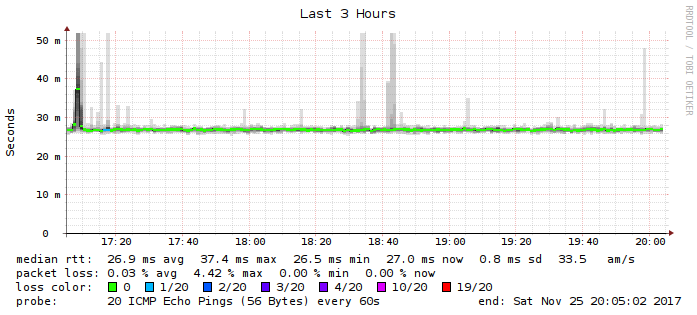 Last 3 Hours
RRDTOOL / TOBI OETIKER
Seconds
50 m
40 m
30 m
20 m
10 m
0
17:20 17:40 18:00 18:20 18:40 19:00 19:20 19:40 20:00
median rtt: 26.9 ms avg 37.4 ms max 26.5 ms min 27.0 ms now 0.8 ms sd 33.5 am/s
packet loss: 0.03 % avg 4.42 % max 0.00 % min 0.00 % now
loss color: 0 1/20 2/20 3/20 4/20 10/20 19/20
probe: 20 ICMP Echo Pings (56 Bytes) every 60s end: Sat Nov 25 20:05:02 2017